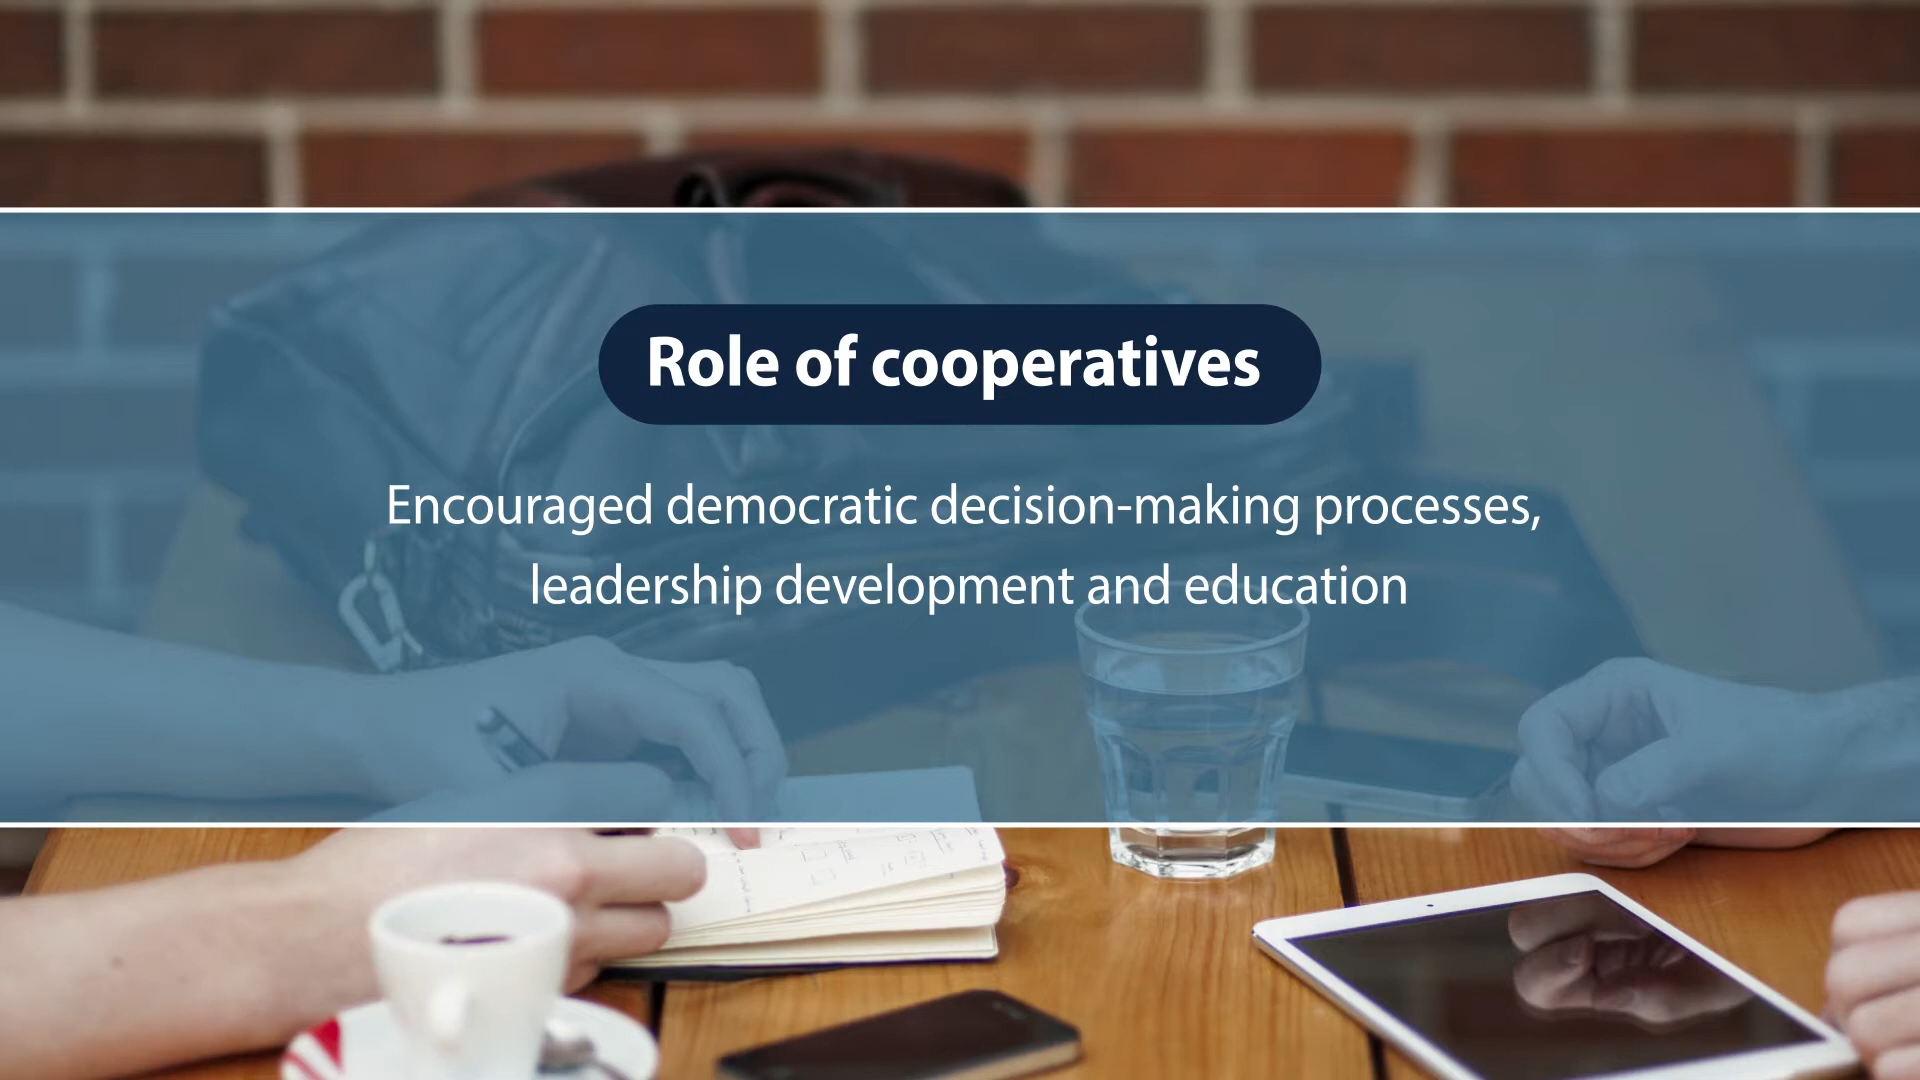 Role of cooperatives
Encouraged democratic decision-making processes,
leadership development and education